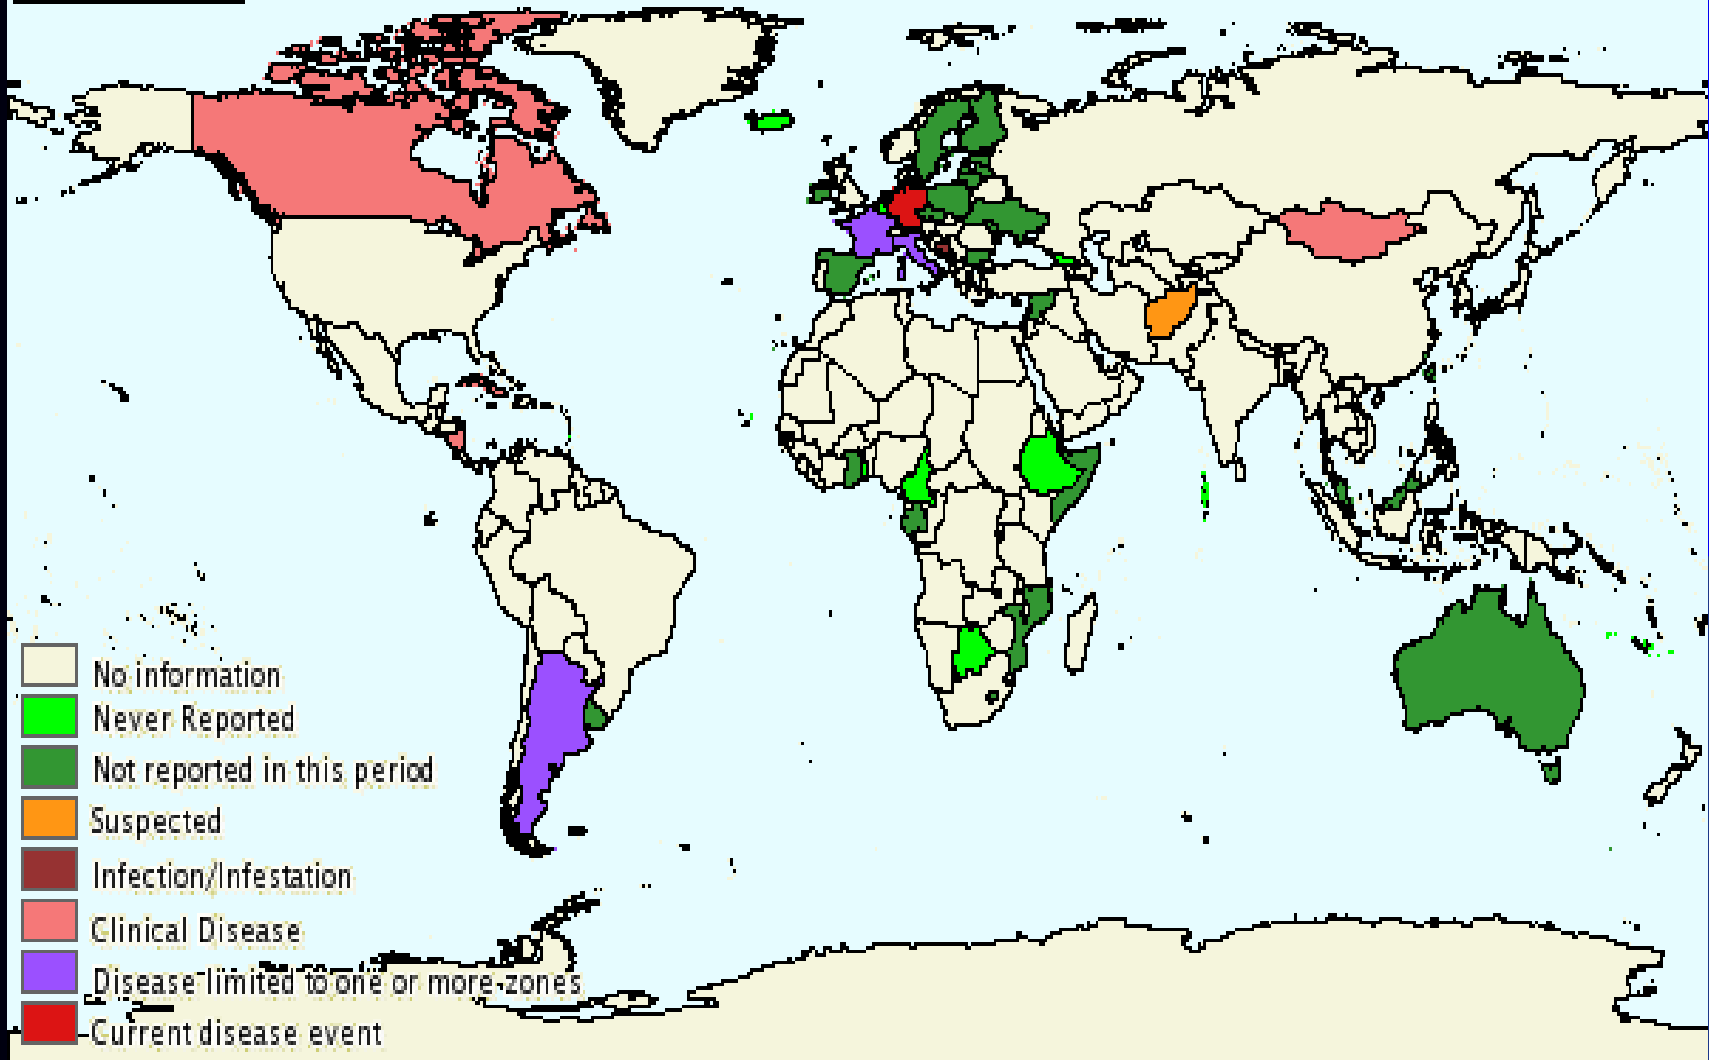 No information
Never Reported
Not reported in this period
Suspected
Infection/Infestation
Clinical Disease
Disease limited to one or more zones
Current disease event